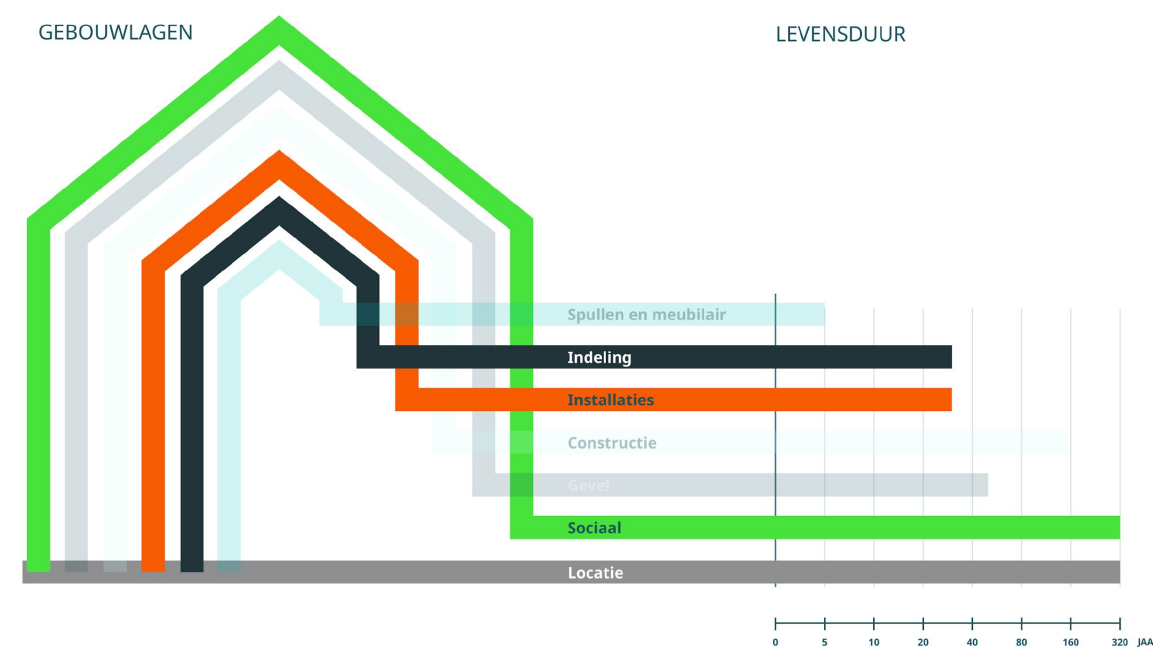 GEBOUWLAGEN
LEVENSDUUR
Spullen en meubilair
Indeling
Installaties
Constructie
Gevel
Sociaal
Locatie
0 5 10 20 40 80 160 320 JAA